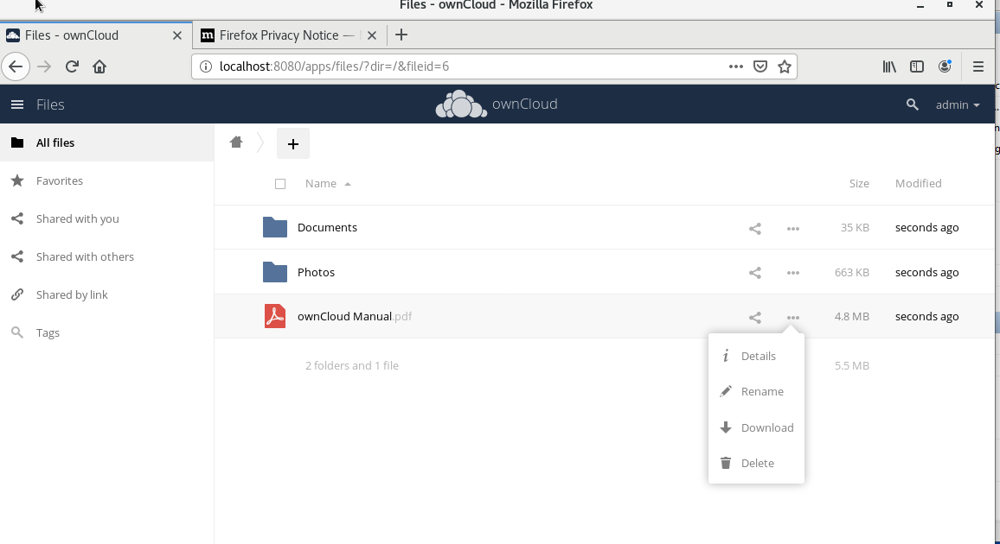 Files - ownCloud - Mozilla Firefox
Files - ownCloud
Firefox Privacy Notice —
localhost:8080/apps/files/?dir=/&fileid=6
Files
ownCloud
admin
All files
Favorites
Shared with you
Shared with others
Shared by link
Tags
Name Size Modified
Documents 35 KB seconds ago
Photos 663 KB seconds ago
ownCloud Manual.pdf 4.8 MB seconds ago
2 folders and 1 file 5.5 MB
Details
Rename
Download
Delete